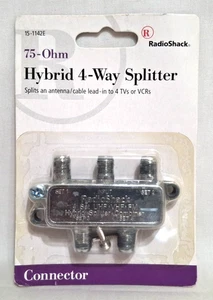 15-1142E
® RadioShack.
75-Ohm
Hybrid 4-Way Splitter
Splits an antenna/cable lead-in to 4 TVs or VCRs
RadioShack
Connector